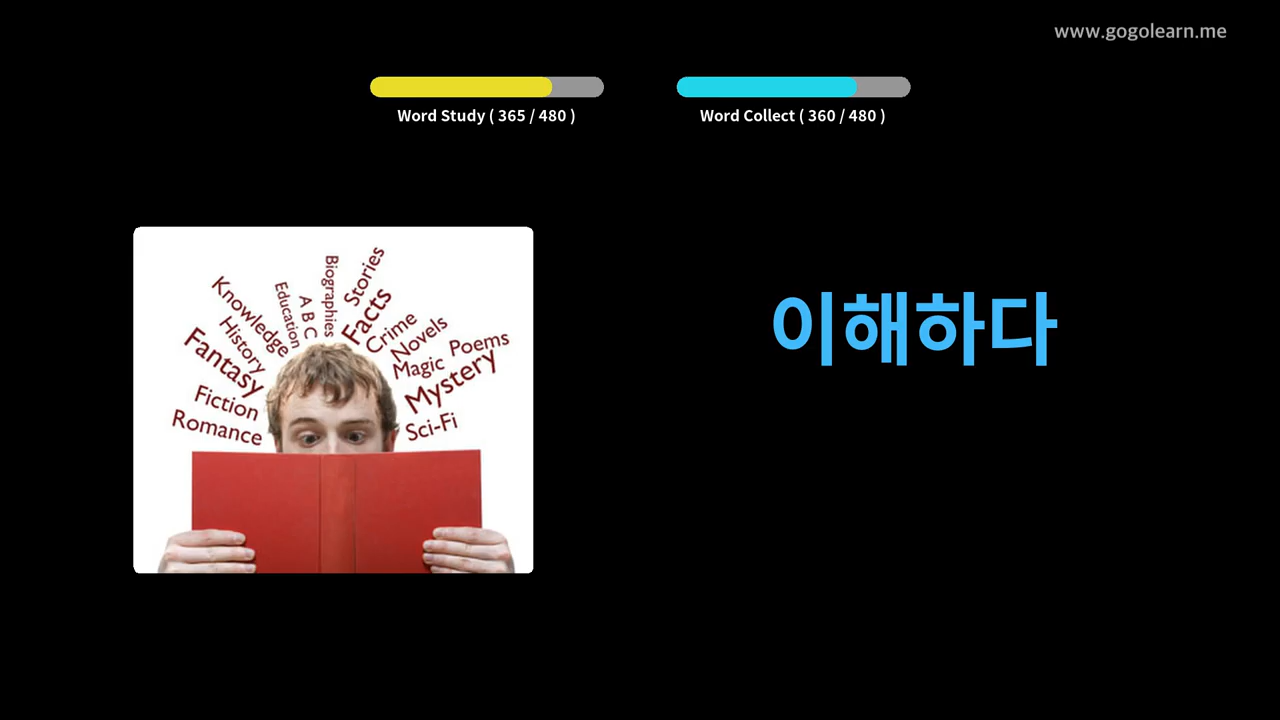 www.gogolearn.me
Word Study ( 365 / 480 )
Word Collect ( 360 / 480 )
Knowledge
History
Fantasy
Fiction
Romance
Education
A B C
Biographies
Stories
Facts
Crime
Novels
Magic
Poems
Mystery
Sci-Fi
이해하다